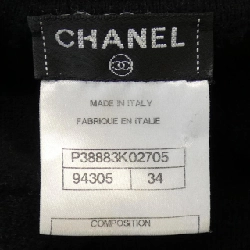 CHANEL
MADE IN ITALY
FABRIQUE EN ITALIE
P38883K02705
94305 34
COMPOSITION